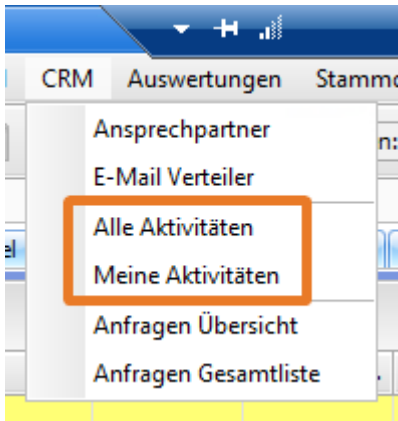 CRM Auswertungen
Ansprechpartner
E-Mail Verteiler
Alle Aktivitäten
Meine Aktivitäten
Anfragen Übersicht
Anfragen Gesamtliste